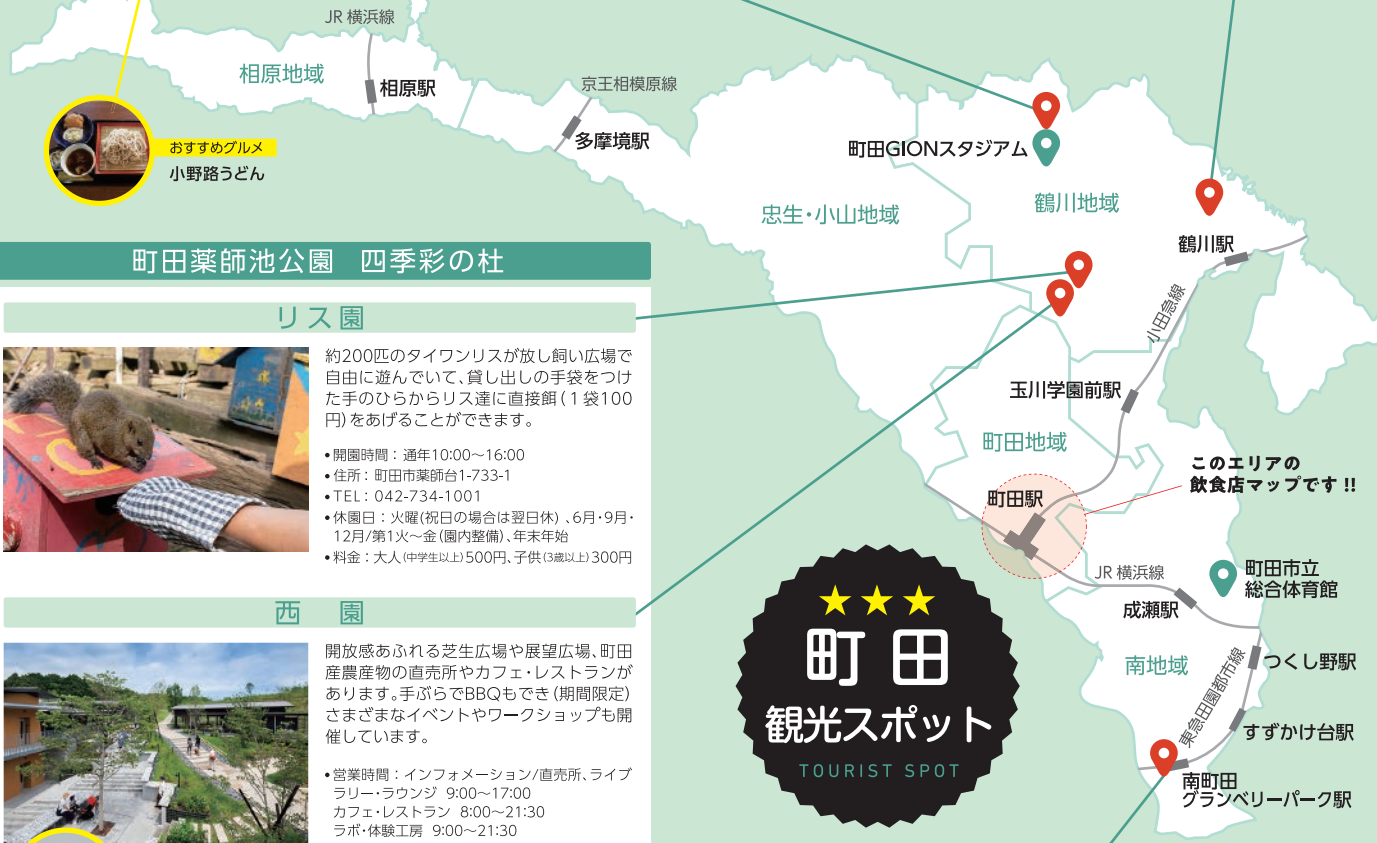 JR 横浜線
相原地域
相原駅
京王相模原線
多摩境駅
おすすめグルメ
小野路うどん
町田GIONスタジアム
忠生・小山地域
鶴川地域
鶴川駅
小田急線
玉川学園前駅
町田地域
町田駅
このエリアの
飲食店マップです!!
JR 横浜線
成瀬駅
町田市立
総合体育館
南地域
東急田園都市線
つくし野駅
すずかけ台駅
南町田
グランベリーパーク駅
町田薬師池公園 四季彩の杜
リス園
約200匹のタイワンリスが放し飼い広場で
自由に遊んでいて、貸し出しの手袋をつけ
た手のひらからリス達に直接餌(1袋100
円)をあげることができます。
•開園時間：通年10:00～16:00
•住所：町田市薬師台1-733-1
•TEL：042-734-1001
•休園日：火曜(祝日の場合は翌日休)、6月・9月・
12月/第1火～金(園内整備)、年末年始
•料金：大人(中学生以上)500円、子供(3歳以上)300円
西 園
開放感あふれる芝生広場や展望広場、町田
産農産物の直売所やカフェ・レストランが
あります。手ぶらでBBQもでき(期間限定)
さまざまなイベントやワークショップも開
催しています。
•営業時間：インフォメーション/直売所、ライブ
ラリー・ラウンジ 9:00～17:00
カフェ・レストラン 8:00～21:30
ラボ・体験工房 9:00～21:30
★★★
町田
観光スポット
TOURIST SPOT